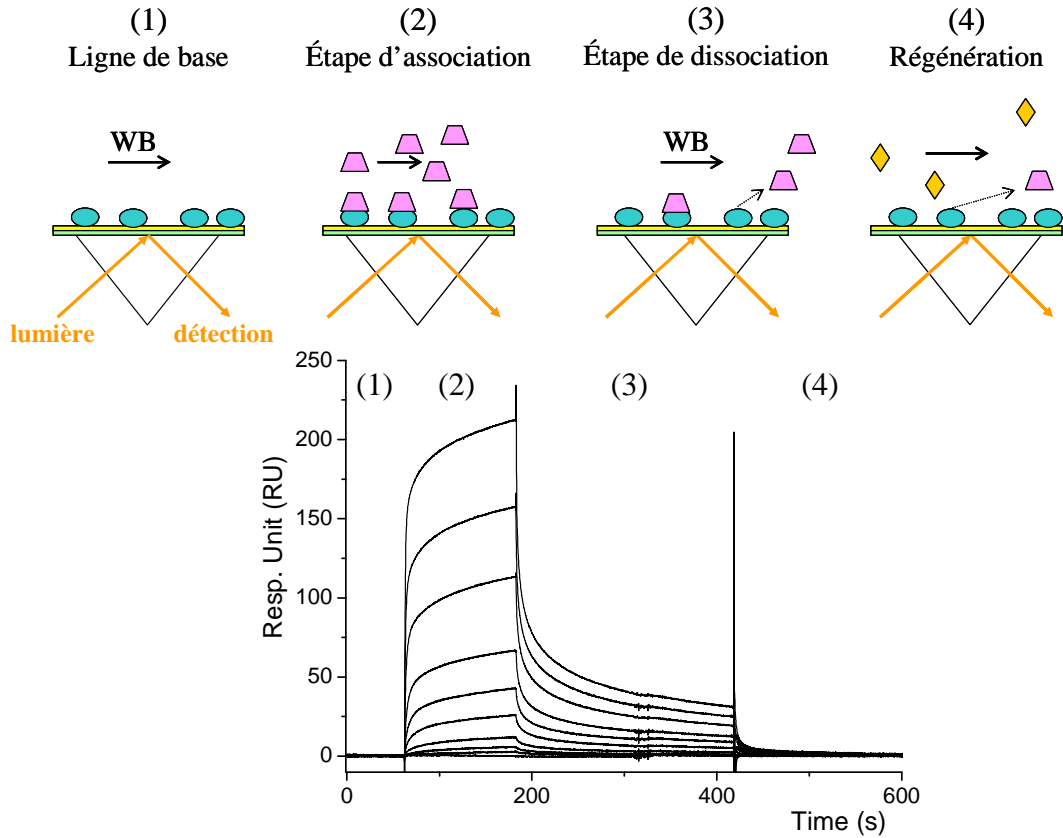 (1)
Ligne de base
(2)
Étape d'association
(3)
Étape de dissociation
(4)
Régénération
WB
WB
lumière
détection
250
200
150
100
50
0
Resp. Unit (RU)
(1)
(2)
(3)
(4)
0
200
400
600
Time (s)